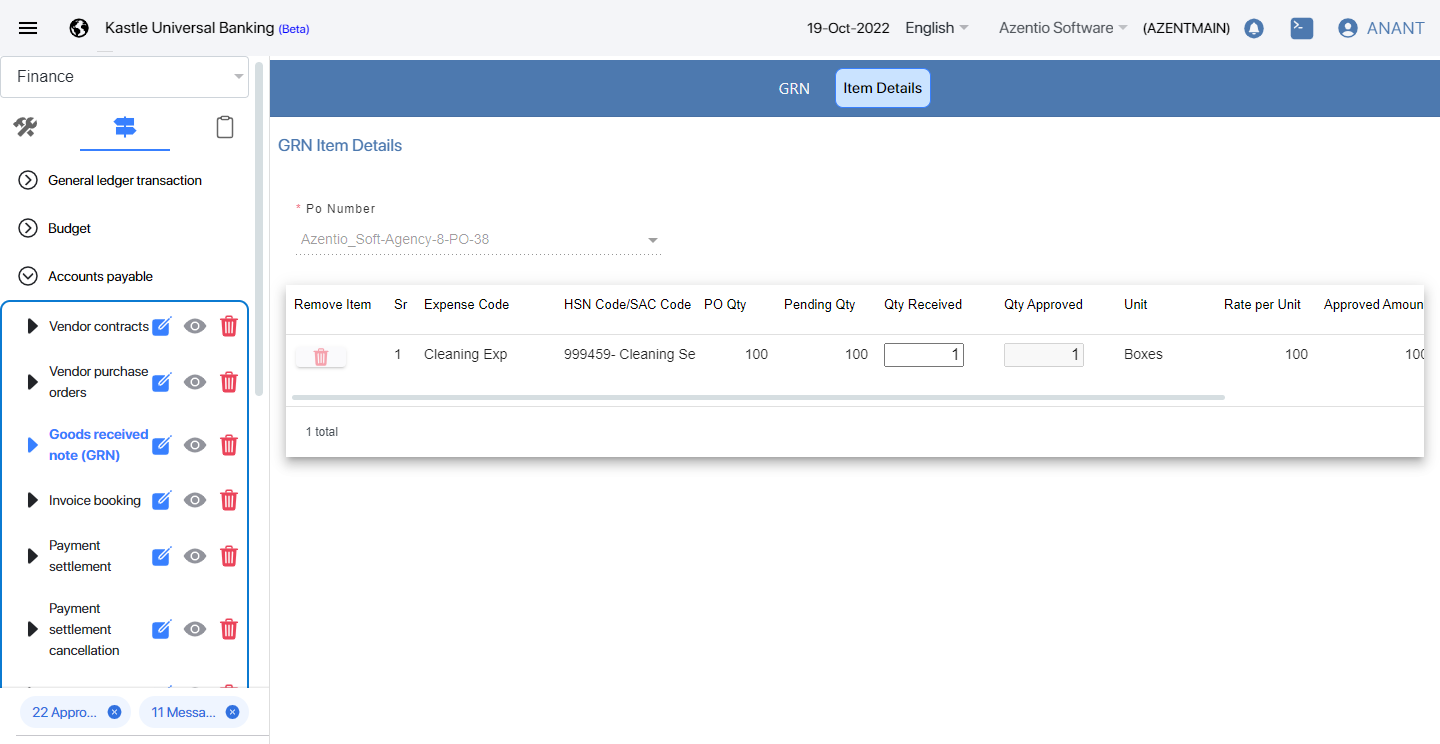 Kastle Universal Banking (Beta)
19-Oct-2022 English Azentio Software (AZENTMAIN) ANANT
Finance
GRN Item Details
GRN Item Details
General ledger transaction
Budget
Accounts payable
Vendor contracts
Vendor purchase
orders
Goods received
note (GRN)
Invoice booking
Payment
settlement
Payment
settlement
cancellation
22 Appro...
11 Messa...
* Po Number
Azentio_Soft-Agency-8-PO-38
Remove Item Sr Expense Code HSN Code/SAC Code PO Qty Pending Qty Qty Received Qty Approved Unit Rate per Unit Approved Amoun
1 Cleaning Exp 999459- Cleaning Se 100 100 1 1 Boxes 100 100
1 total